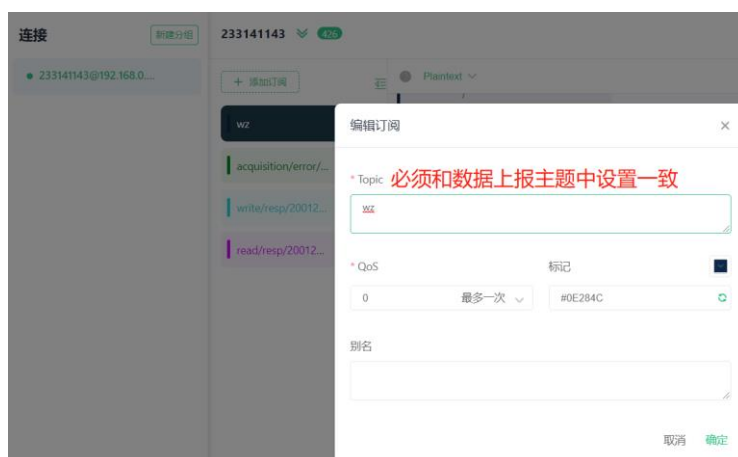 连接
新建分组
233141143
426
233141143@192.168.0....
+ 添加订阅
Plaintext
wz
acquisition/error/...
write/resp/20012...
read/resp/20012...
编辑订阅
* Topic
必须和数据上报主题中设置一致
wz
* QoS
标记
0
最多一次
#0E284C
别名
取消
确定